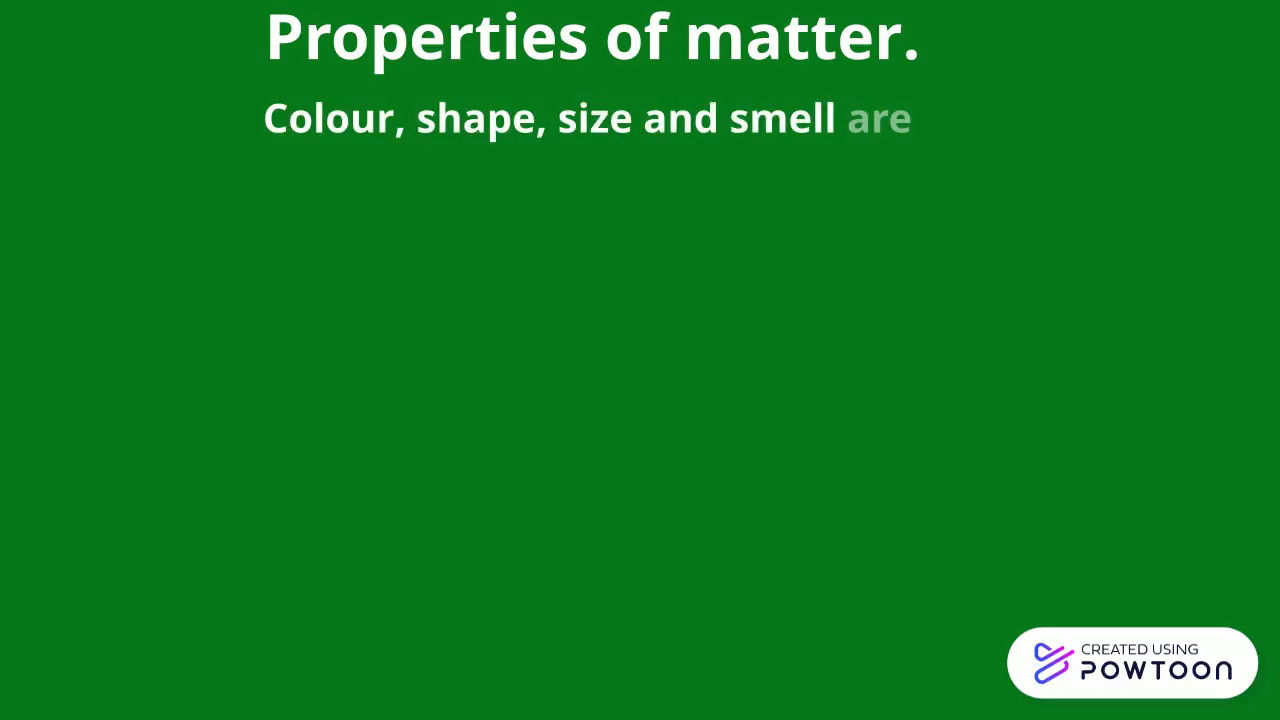 Properties of matter.
Colour, shape, size and smell are
CREATED USING
POWTOON